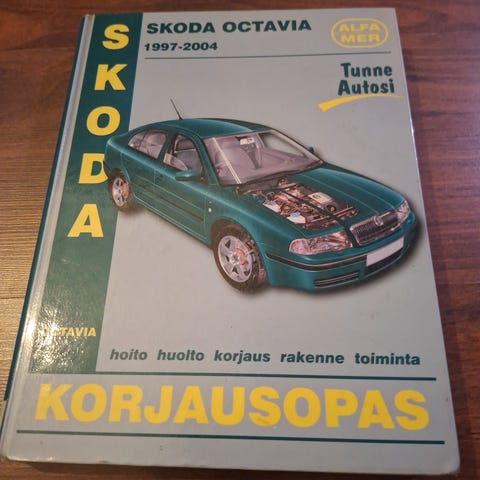 SKODA OCTAVIA
1997-2004
ALFA
MER
Tunne
Autosi
SKODA
OCTAVIA
hoito huolto korjaus rakenne toiminta
KORJAUSOPAS